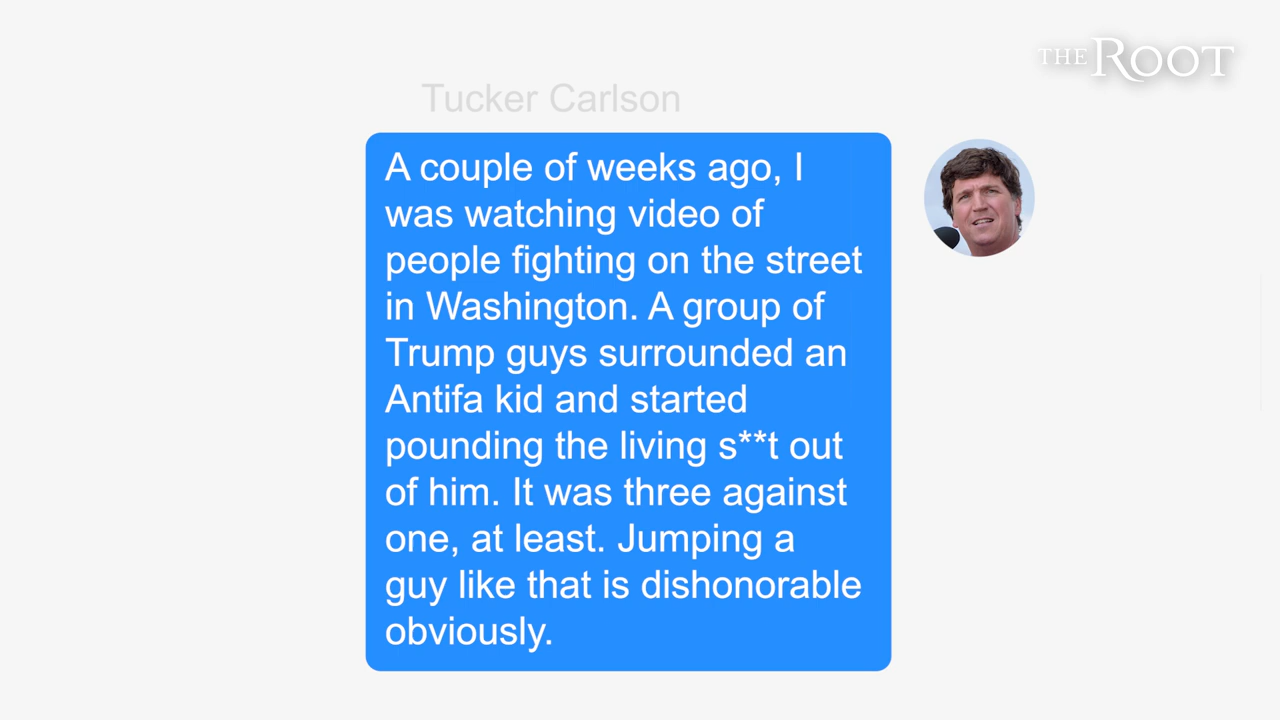 THE ROOT
Tucker Carlson
A couple of weeks ago, I
was watching video of
people fighting on the street
in Washington. A group of
Trump guys surrounded an
Antifa kid and started
pounding the living s**t out
of him. It was three against
one, at least. Jumping a
guy like that is dishonorable
obviously.